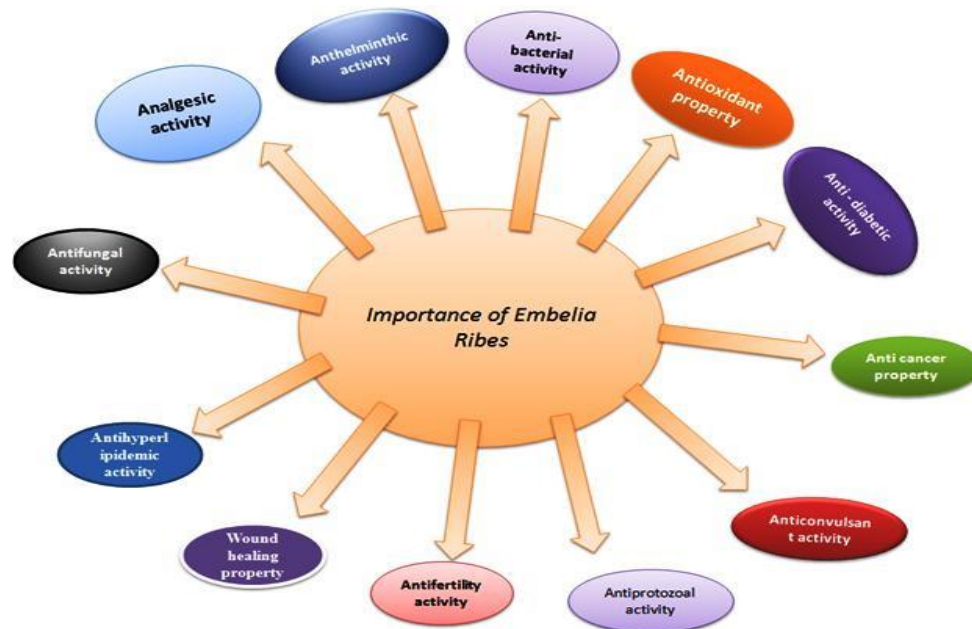 Anthelminthic
activity
Anti-
bacterial
activity
Antioxidant
property
Analgesic
activity
Anti - diabetic
activity
Antifungal
activity
Importance of Embelia
Ribes
Anti cancer
property
Antihyperl
ipidemic
activity
Anticonvulsan
t activity
Wound
healing
property
Antifertility
activity
Antiprotozoal
activity